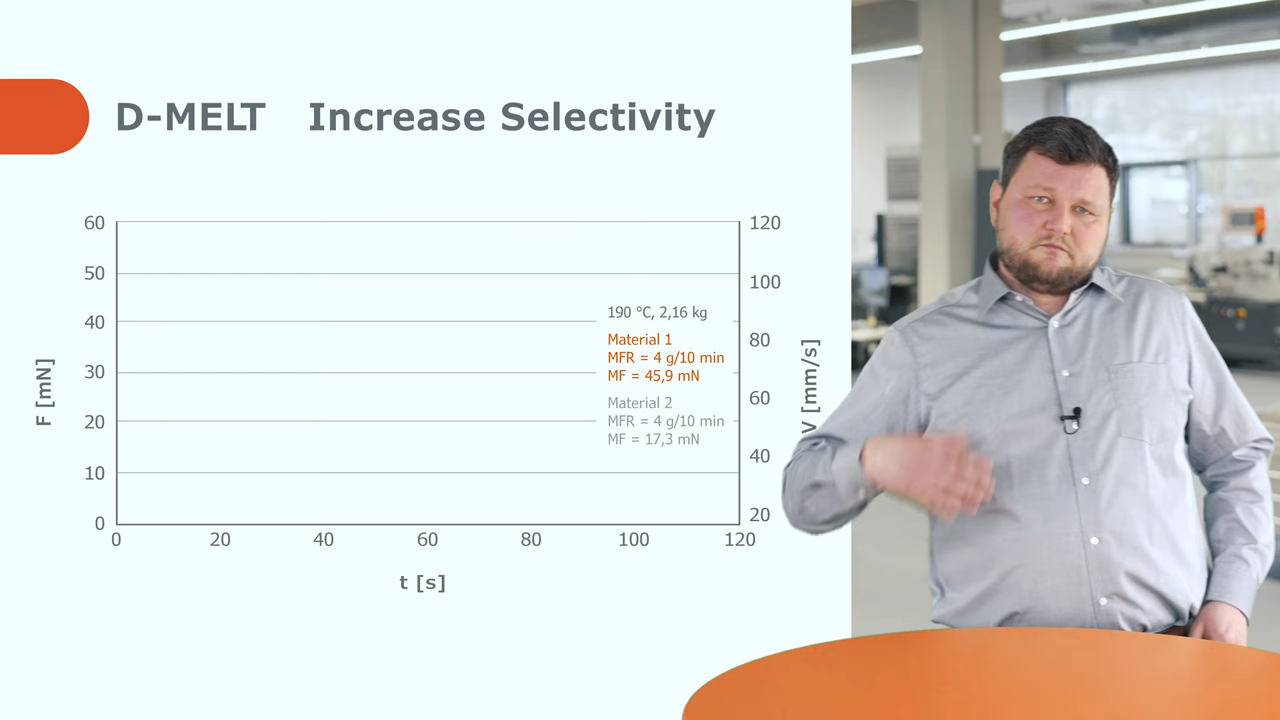 D-MELT Increase Selectivity
60
50
40
30
20
10
0
F [mN]
0 20 40 60 80 100 120
t [s]
120
100
80
60
40
20
V [mm/s]
190 °C, 2,16 kg
Material 1
MFR = 4 g/10 min
MF = 45,9 mN
Material 2
MFR = 4 g/10 min
MF = 17,3 mN